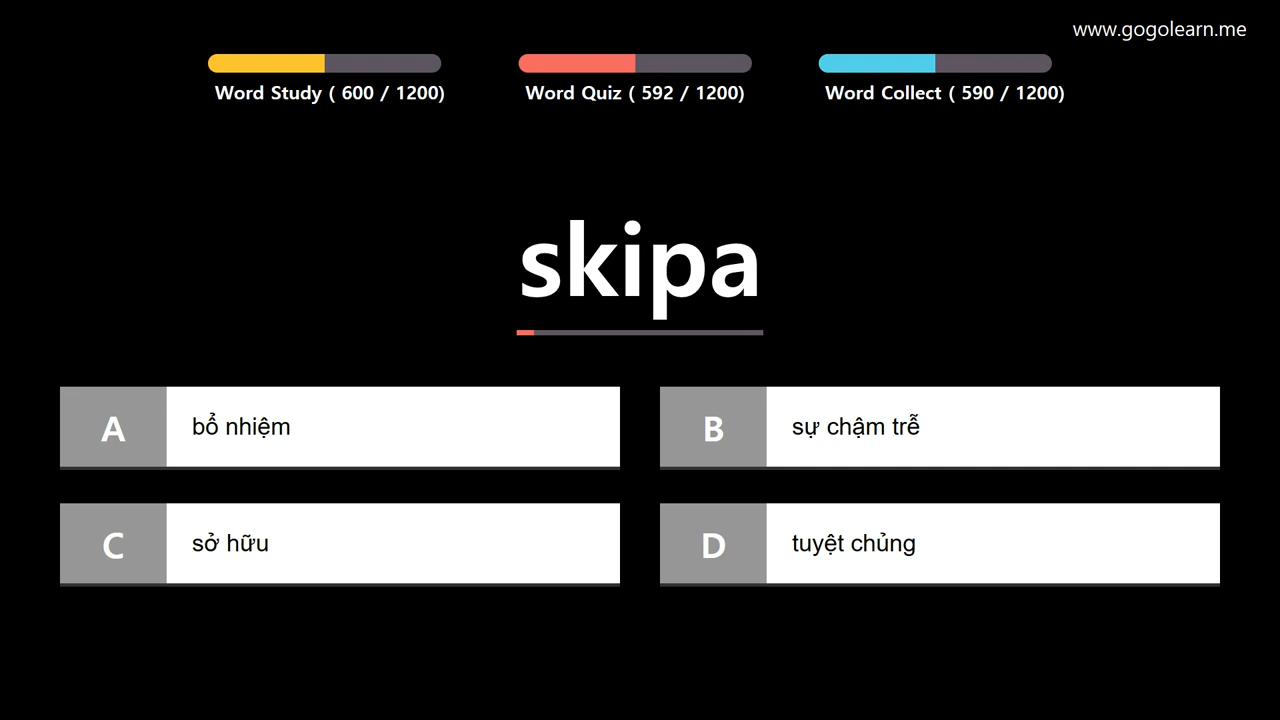 www.gogolearn.me
Word Study ( 600 / 1200)
Word Quiz ( 592 / 1200)
Word Collect ( 590 / 1200)
skipa
A
bổ nhiệm
B
sự chậm trễ
C
sở hữu
D
tuyệt chủng